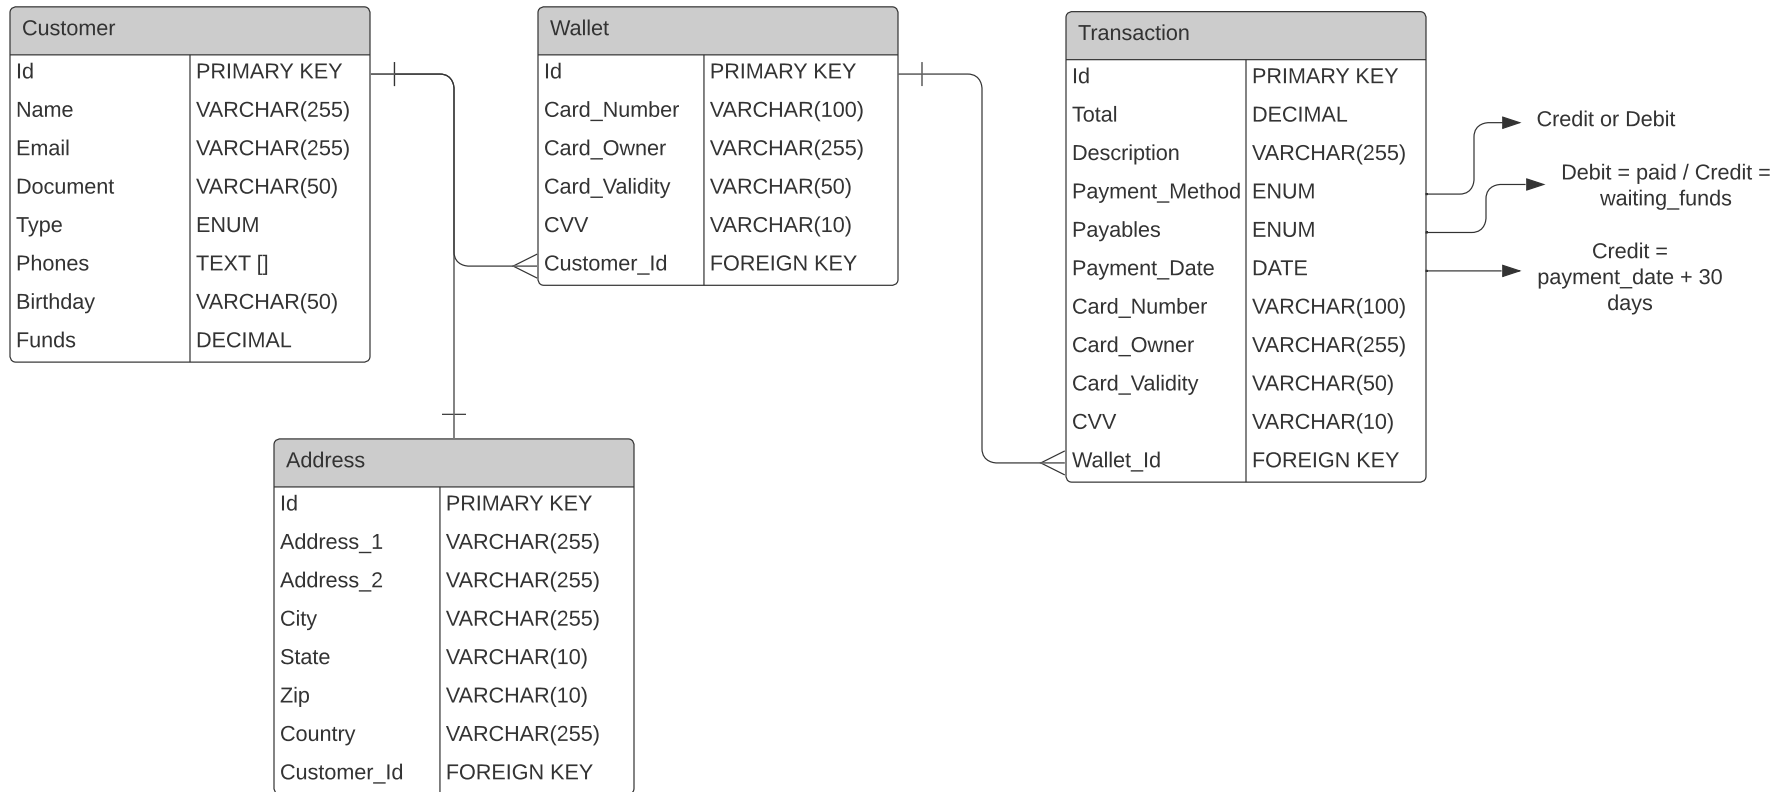 Customer
Id PRIMARY KEY
Name VARCHAR(255)
Email VARCHAR(255)
Document VARCHAR(50)
Type ENUM
Phones TEXT []
Birthday VARCHAR(50)
Funds DECIMAL
Wallet
Id PRIMARY KEY
Card_Number VARCHAR(100)
Card_Owner VARCHAR(255)
Card_Validity VARCHAR(50)
CVV VARCHAR(10)
Customer_Id FOREIGN KEY
Transaction
Id PRIMARY KEY
Total DECIMAL
Description VARCHAR(255)
Payment_Method ENUM
Payables ENUM
Payment_Date DATE
Card_Number VARCHAR(100)
Card_Owner VARCHAR(255)
Card_Validity VARCHAR(50)
CVV VARCHAR(10)
Wallet_Id FOREIGN KEY
Credit or Debit
Debit = paid / Credit =
waiting_funds
Credit =
payment_date + 30
days
Address
Id PRIMARY KEY
Address_1 VARCHAR(255)
Address_2 VARCHAR(255)
City VARCHAR(255)
State VARCHAR(10)
Zip VARCHAR(10)
Country VARCHAR(255)
Customer_Id FOREIGN KEY